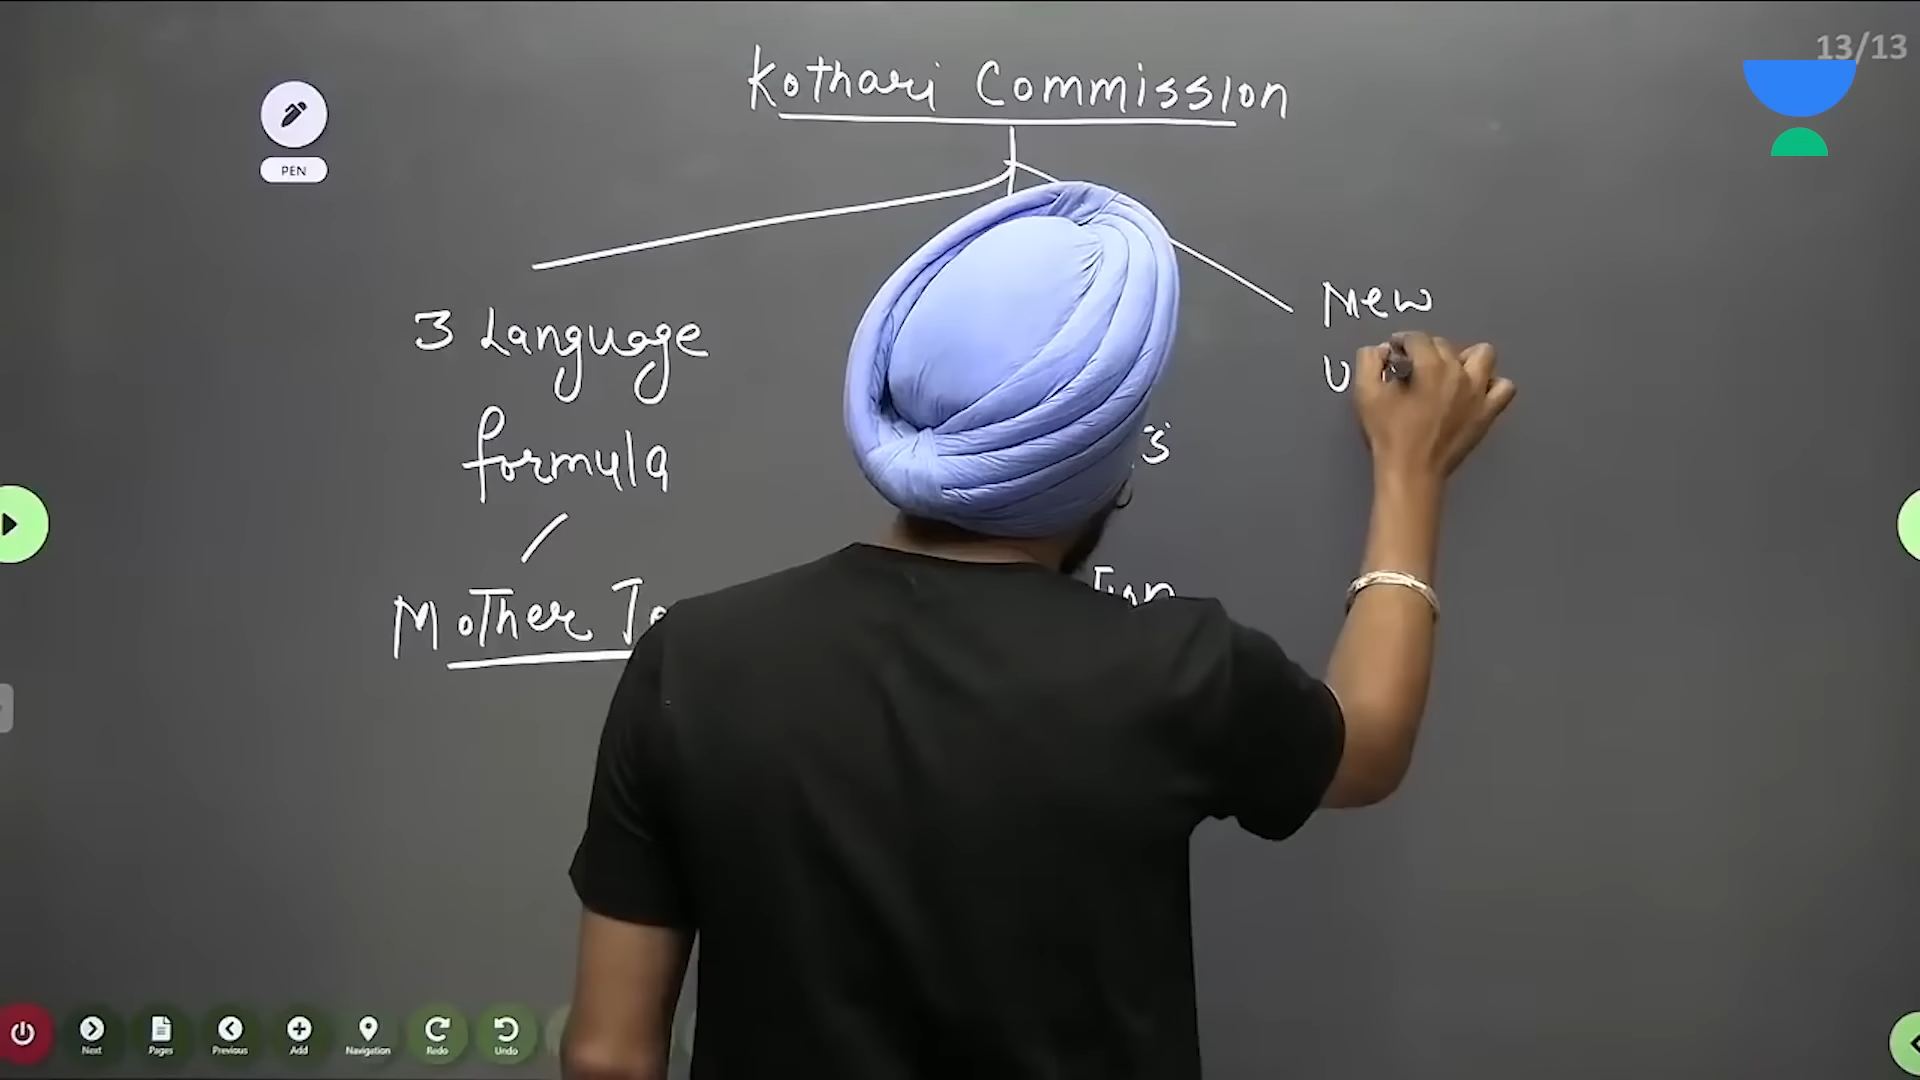 13/13
Kothari Commission
PEN
New
3 Language
formula
Mother
Next
Pages
Previous
Add
Navigation
Redo
Undo